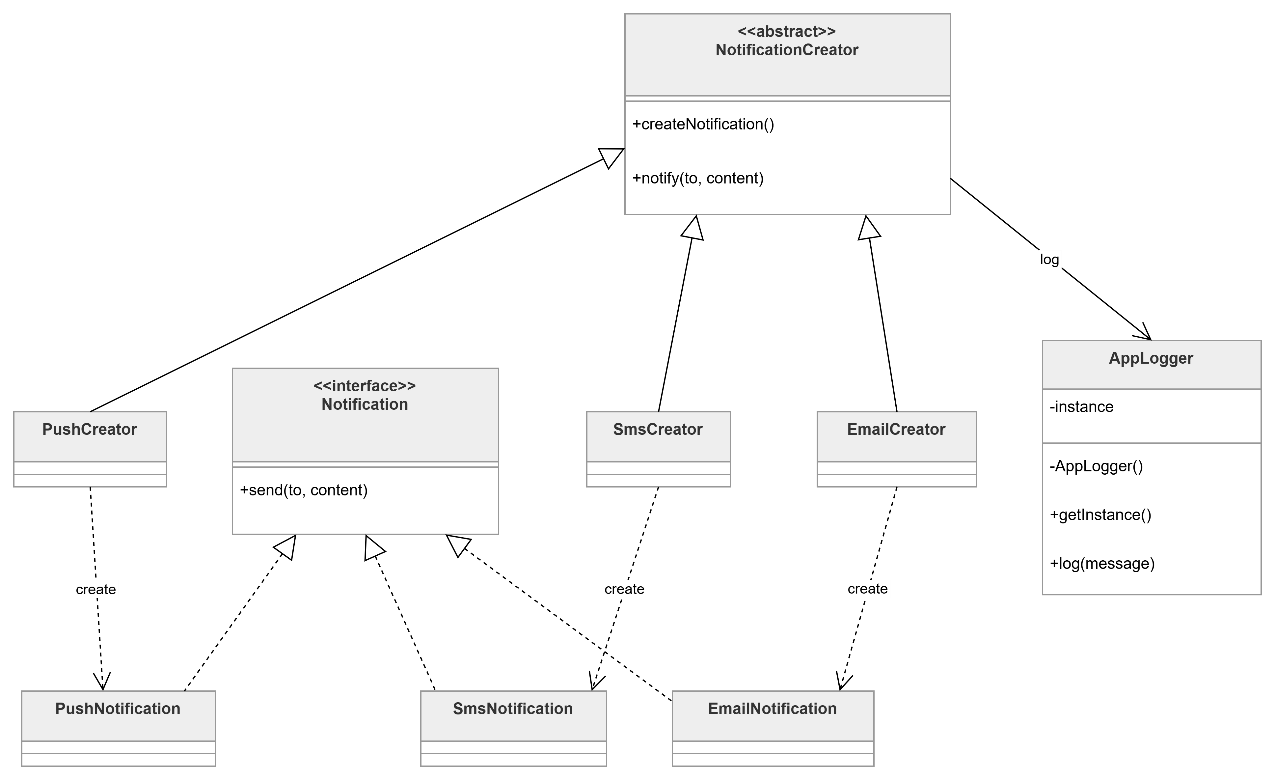 <<abstract>>
NotificationCreator
+createNotification()
+notify(to, content)
log
AppLogger
-instance
-AppLogger()
+getInstance()
+log(message)
<<interface>>
Notification
+send(to, content)
PushCreator
SmsCreator
EmailCreator
create
create
create
PushNotification
SmsNotification
EmailNotification